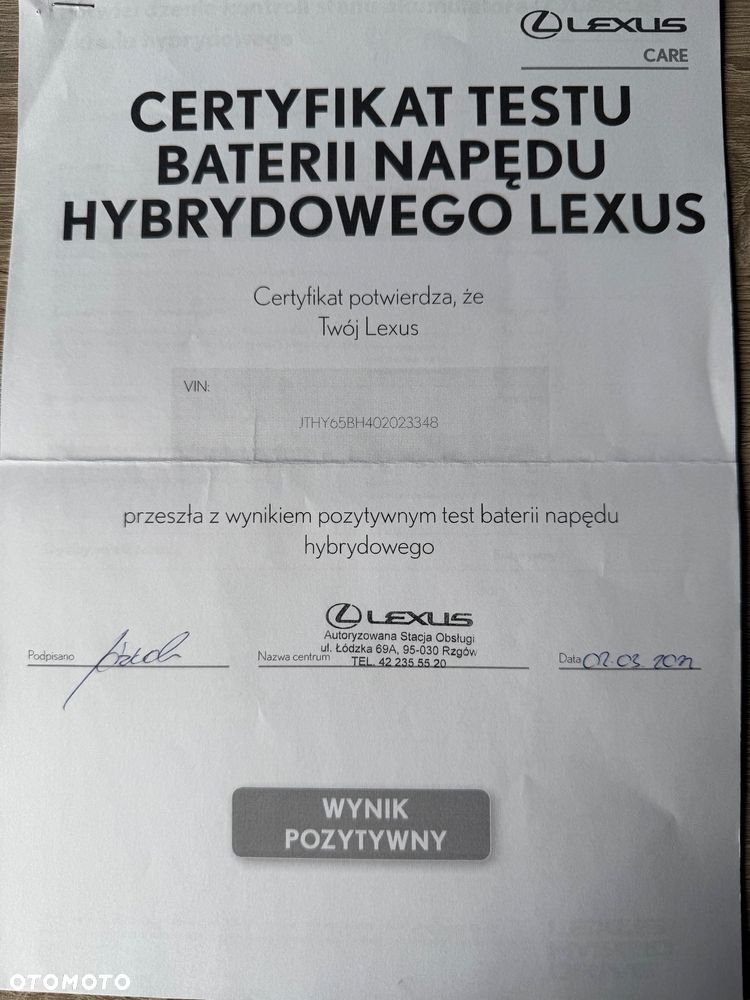 LEXUS
CARE
CERTYFIKAT TESTU
BATERII NAPĘDU
HYBRYDOWEGO LEXUS
Certyfikat potwierdza, że
Twój Lexus
VIN:
JTHY65BH402023348
przeszła z wynikiem pozytywnym test baterii napędu
hybrydowego
LEXUS
Autoryzowana Stacja Obsługi
ul. Łódzka 69A, 95-030 Rzgów
TEL. 42 235 55 20
Podpisano
Nazwa centrum
Data
WYNIK
POZYTYWNY
OTOMOTO